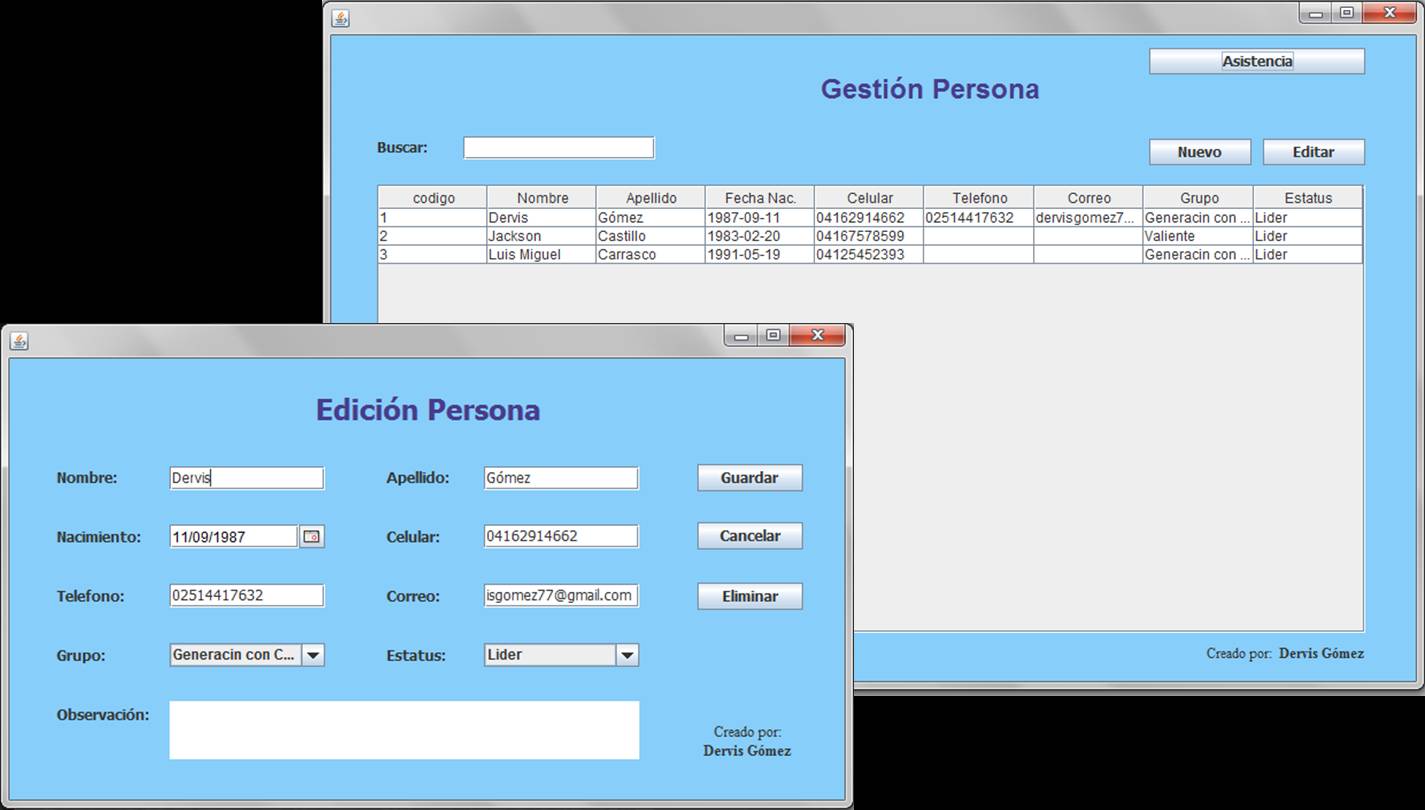 Asistencia
Gestión Persona
Buscar:
Nuevo Editar
codigo Nombre Apellido Fecha Nac. Celular Telefono Correo Grupo Estatus
1 Dervis Gómez 1987-09-11 04162914662 02514417632 dervisgomez7... Generacin con ... Lider
2 Jackson Castillo 1983-02-20 04167578599 Valiente Lider
3 Luis Miguel Carrasco 1991-05-19 04125452393 Generacin con ... Lider
Creado por: Dervis Gómez
Edición Persona
Nombre: Dervis Apellido: Gómez Guardar
Nacimiento: 11/09/1987 Celular: 04162914662 Cancelar
Telefono: 02514417632 Correo: isgomez77@gmail.com Eliminar
Grupo: Generacin con C... Estatus: Lider
Observación:
Creado por:
Dervis Gómez